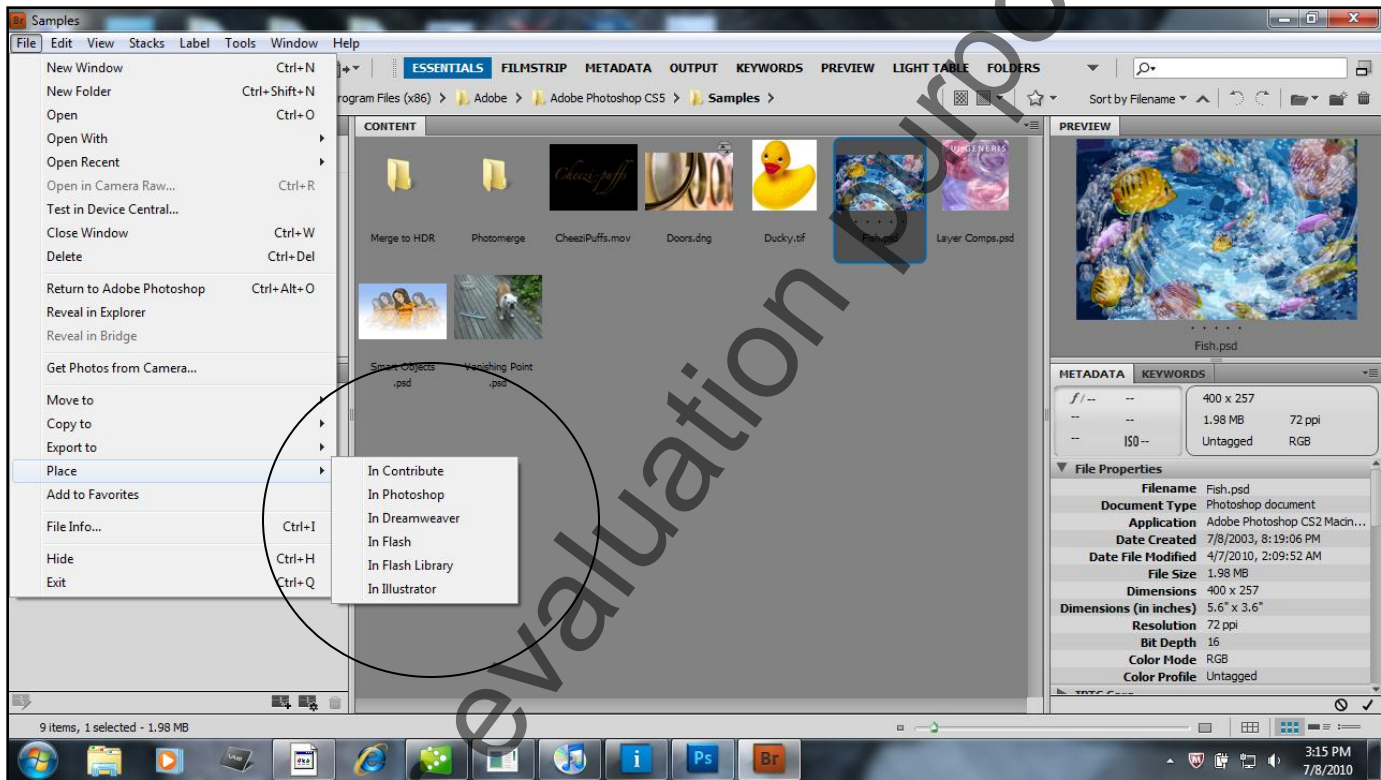 Br Samples
File Edit View Stacks Label Tools Window Help
New Window Ctrl+N
New Folder Ctrl+Shift+N
Open Ctrl+O
Open With
Open Recent
Open in Camera Raw... Ctrl+R
Test in Device Central...
Close Window Ctrl+W
Delete Ctrl+Del
Return to Adobe Photoshop Ctrl+Alt+O
Reveal in Explorer
Reveal in Bridge
Get Photos from Camera...
Move to
Copy to
Export to
Place
Add to Favorites
File Info... Ctrl+I
Hide Ctrl+H
Exit Ctrl+Q
In Contribute
In Photoshop
In Dreamweaver
In Flash
In Flash Library
In Illustrator
ESSENTIALS FILMSTRIP METADATA OUTPUT KEYWORDS PREVIEW LIGHT TABLE FOLDERS
rogram Files (x86) > Adobe > Adobe Photoshop CS5 > Samples >
Sort by Filename
CONTENT
Cheezi-puffs
SUI GENERIS
Merge to HDR Photomerge CheeziPuffs.mov Doors.dng Ducky.tif Fish.psd Layer Comps.psd
Smart Objects .psd
Vanishing Point .psd
PREVIEW
Fish.psd
METADATA KEYWORDS
f/-- -- 400 x 257
-- -- 1.98 MB 72 ppi
-- ISO-- Untagged RGB
File Properties
Filename Fish.psd
Document Type Photoshop document
Application Adobe Photoshop CS2 Macin...
Date Created 7/8/2003, 8:19:06 PM
Date File Modified 4/7/2010, 2:09:52 AM
File Size 1.98 MB
Dimensions 400 x 257
Dimensions (in inches) 5.6" x 3.6"
Resolution 72 ppi
Bit Depth 16
Color Mode RGB
Color Profile Untagged
9 items, 1 selected - 1.98 MB
i Ps Br
3:15 PM
7/8/2010
evaluation purpo